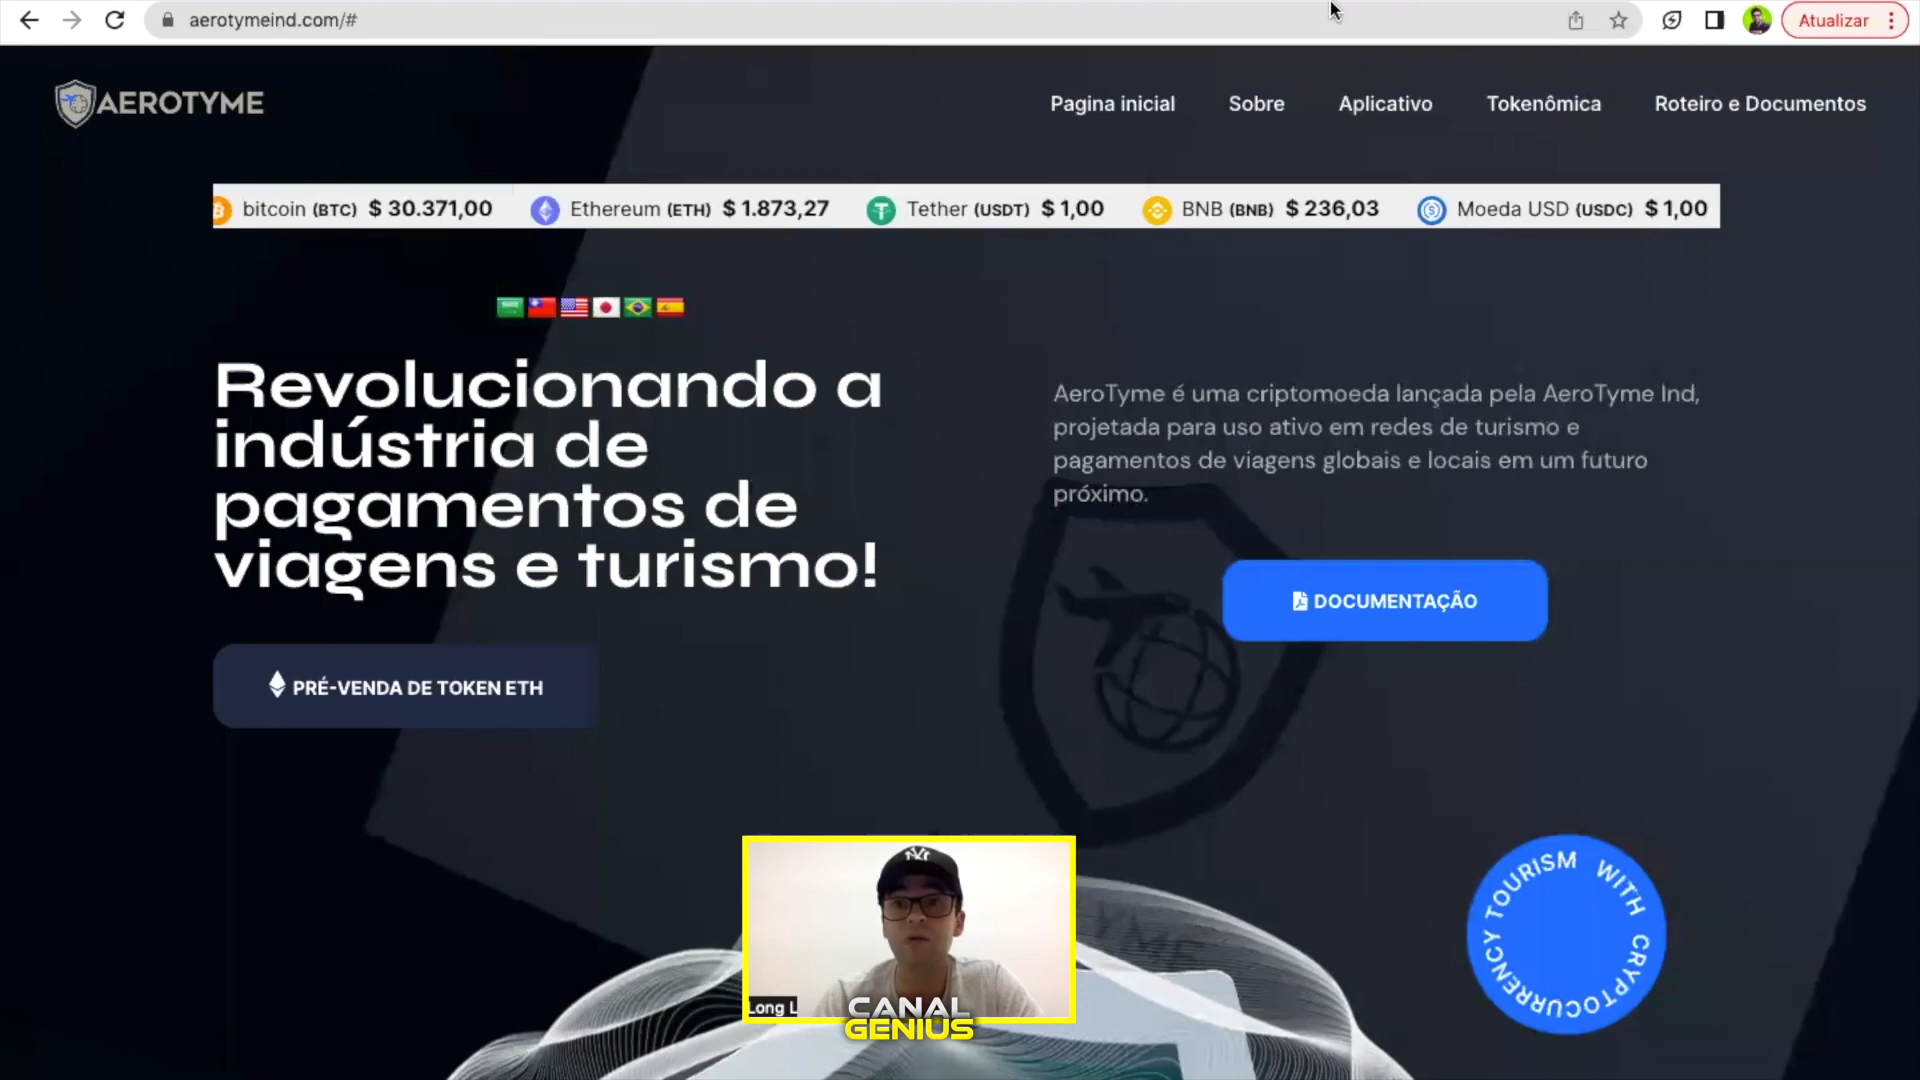 aerotymeind.com/#
Atualizar
AEROTYME
Pagina inicial
Sobre
Aplicativo
Tokenômica
Roteiro e Documentos
bitcoin (BTC) $ 30.371,00
Ethereum (ETH) $ 1.873,27
Tether (USDT) $ 1,00
BNB (BNB) $ 236,03
Moeda USD (USDC) $ 1,00
Revolucionando a
indústria de
pagamentos de
viagens e turismo!
AeroTyme é uma criptomoeda lançada pela AeroTyme Ind,
projetada para uso ativo em redes de turismo e
pagamentos de viagens globais e locais em um futuro
próximo.
DOCUMENTAÇÃO
PRÉ-VENDA DE TOKEN ETH
TOURISM WITH CRYPTOCURRENCY
Long L
CANAL
GENIUS